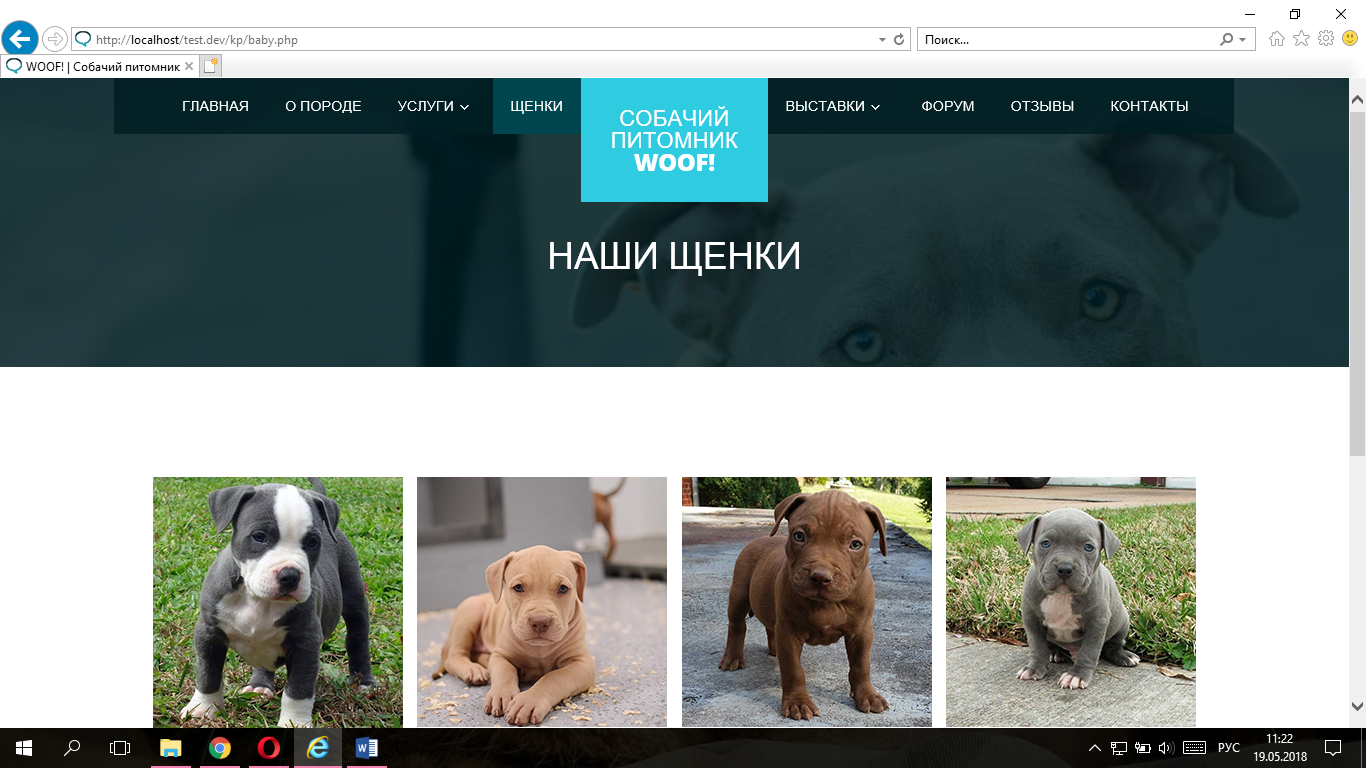 http://localhost/test.dev/kp/baby.php
Поиск...
WOOF! | Собачий питомник
ГЛАВНАЯ
О ПОРОДЕ
УСЛУГИ
ЩЕНКИ
СОБАЧИЙ
ПИТОМНИК
WOOF!
ВЫСТАВКИ
ФОРУМ
ОТЗЫВЫ
КОНТАКТЫ
НАШИ ЩЕНКИ
РУС
11:22
19.05.2018